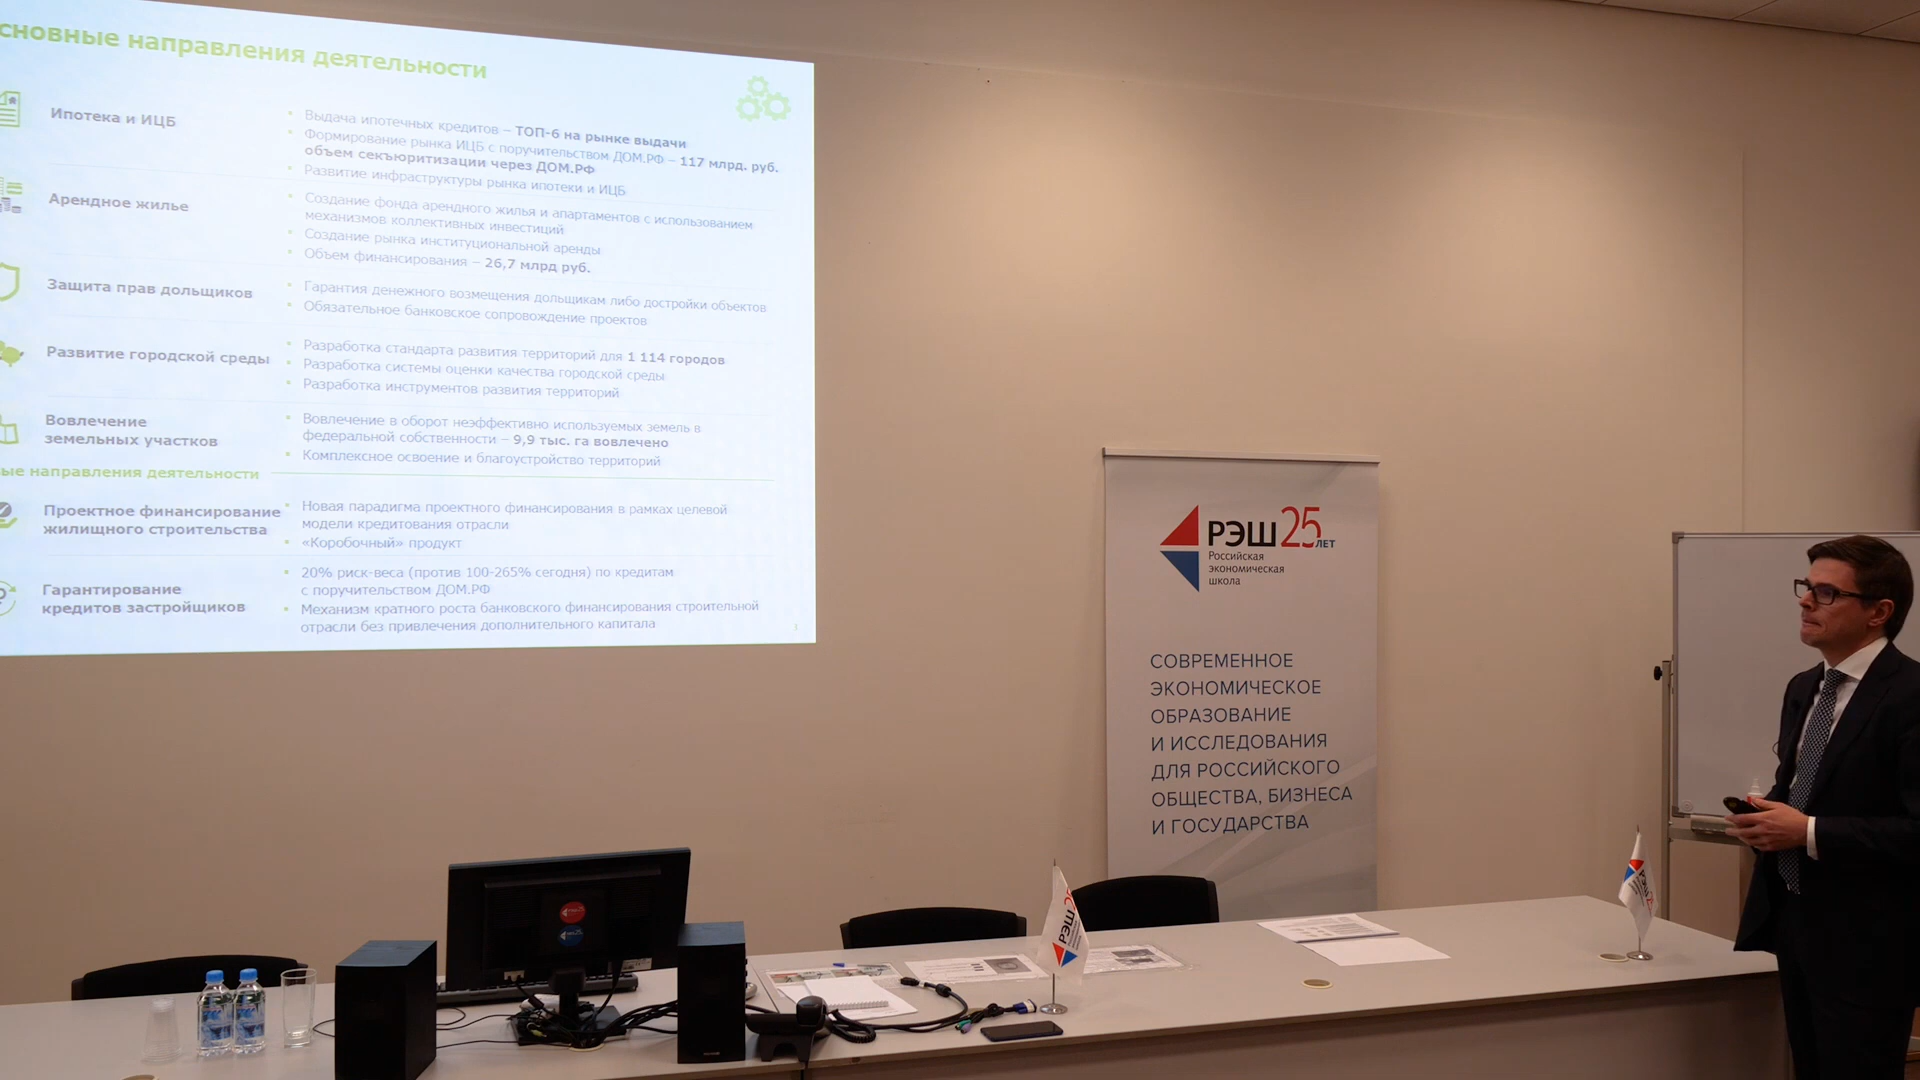 сновные направления деятельности
Ипотека и ИЦБ
Выдача ипотечных кредитов – ТОП-6 на рынке выдачи
Формирование рынка ИЦБ с поручительством ДОМ.РФ – 117 млрд. руб.
объем секъюритизации через ДОМ.РФ
Развитие инфраструктуры рынка ипотеки и ИЦБ
Арендное жилье
Создание фонда арендного жилья и апартаментов с использованием
механизмов коллективных инвестиций
Создание рынка институциональной аренды
Объем финансирования – 26,7 млрд руб.
Защита прав дольщиков
Гарантия денежного возмещения дольщикам либо достройки объектов
Обязательное банковское сопровождение проектов
Развитие городской среды
Разработка стандарта развития территорий для 1 114 городов
Разработка системы оценки качества городской среды
Разработка инструментов развития территорий
Вовлечение
земельных участков
Вовлечение в оборот неэффективно используемых земель в
федеральной собственности – 9,9 тыс. га вовлечено
Комплексное освоение и благоустройство территорий
ые направления деятельности
Проектное финансирование
жилищного строительства
Новая парадигма проектного финансирования в рамках целевой
модели кредитования отрасли
«Коробочный» продукт
Гарантирование
кредитов застройщиков
20% риск-веса (против 100-265% сегодня) по кредитам
с поручительством ДОМ.РФ
Механизм кратного роста банковского финансирования строительной
отрасли без привлечения дополнительного капитала
РЭШ 25 ЛЕТ
Российская
экономическая
школа
СОВРЕМЕННОЕ
ЭКОНОМИЧЕСКОЕ
ОБРАЗОВАНИЕ
И ИССЛЕДОВАНИЯ
ДЛЯ РОССИЙСКОГО
ОБЩЕСТВА, БИЗНЕСА
И ГОСУДАРСТВА
РЭШ
РЭШ